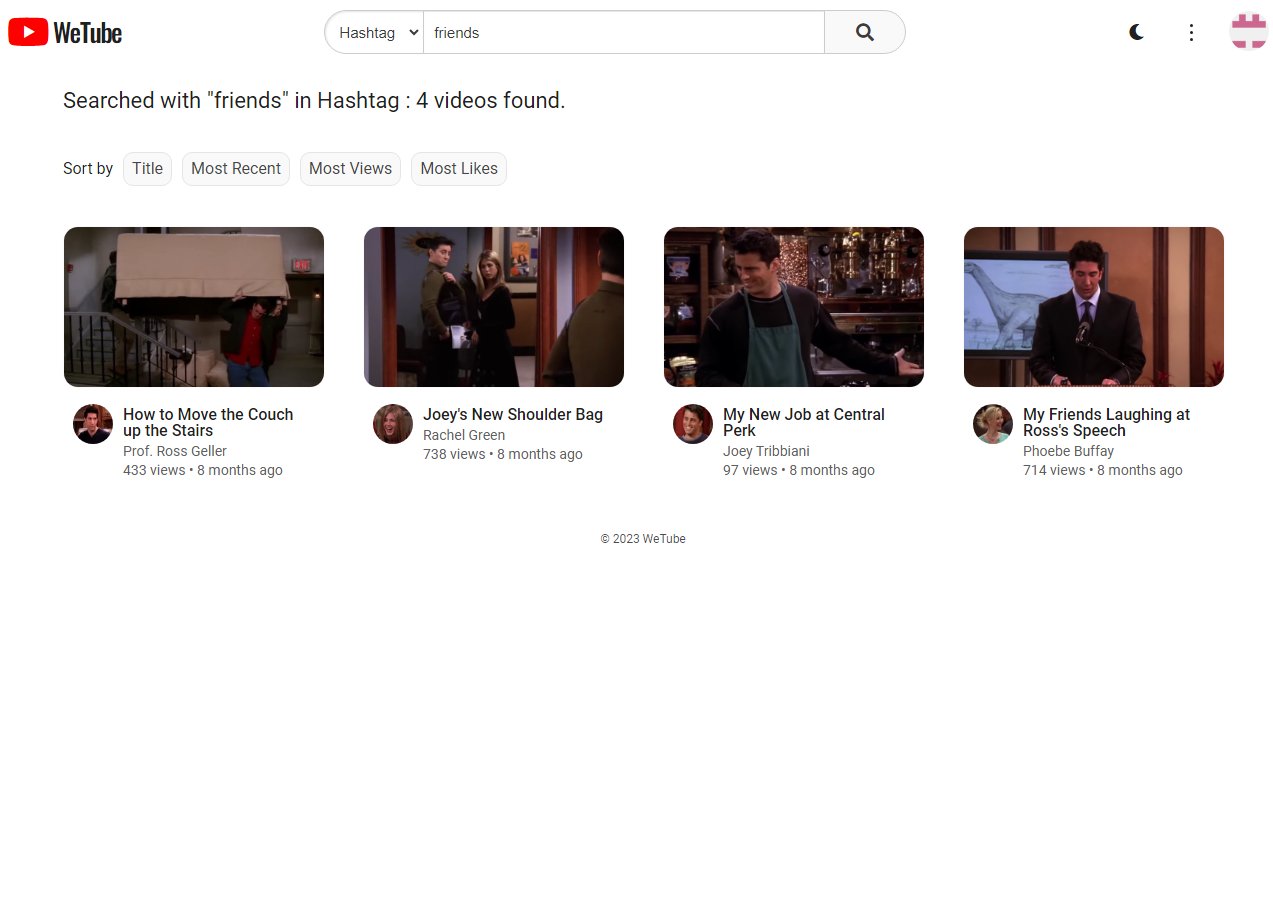 WeTube
Hashtag friends
Searched with "friends" in Hashtag : 4 videos found.
Sort by Title Most Recent Most Views Most Likes
How to Move the Couch up the Stairs
Prof. Ross Geller
433 views • 8 months ago
Joey's New Shoulder Bag
Rachel Green
738 views • 8 months ago
My New Job at Central Perk
Joey Tribbiani
97 views • 8 months ago
My Friends Laughing at Ross's Speech
Phoebe Buffay
714 views • 8 months ago
© 2023 WeTube